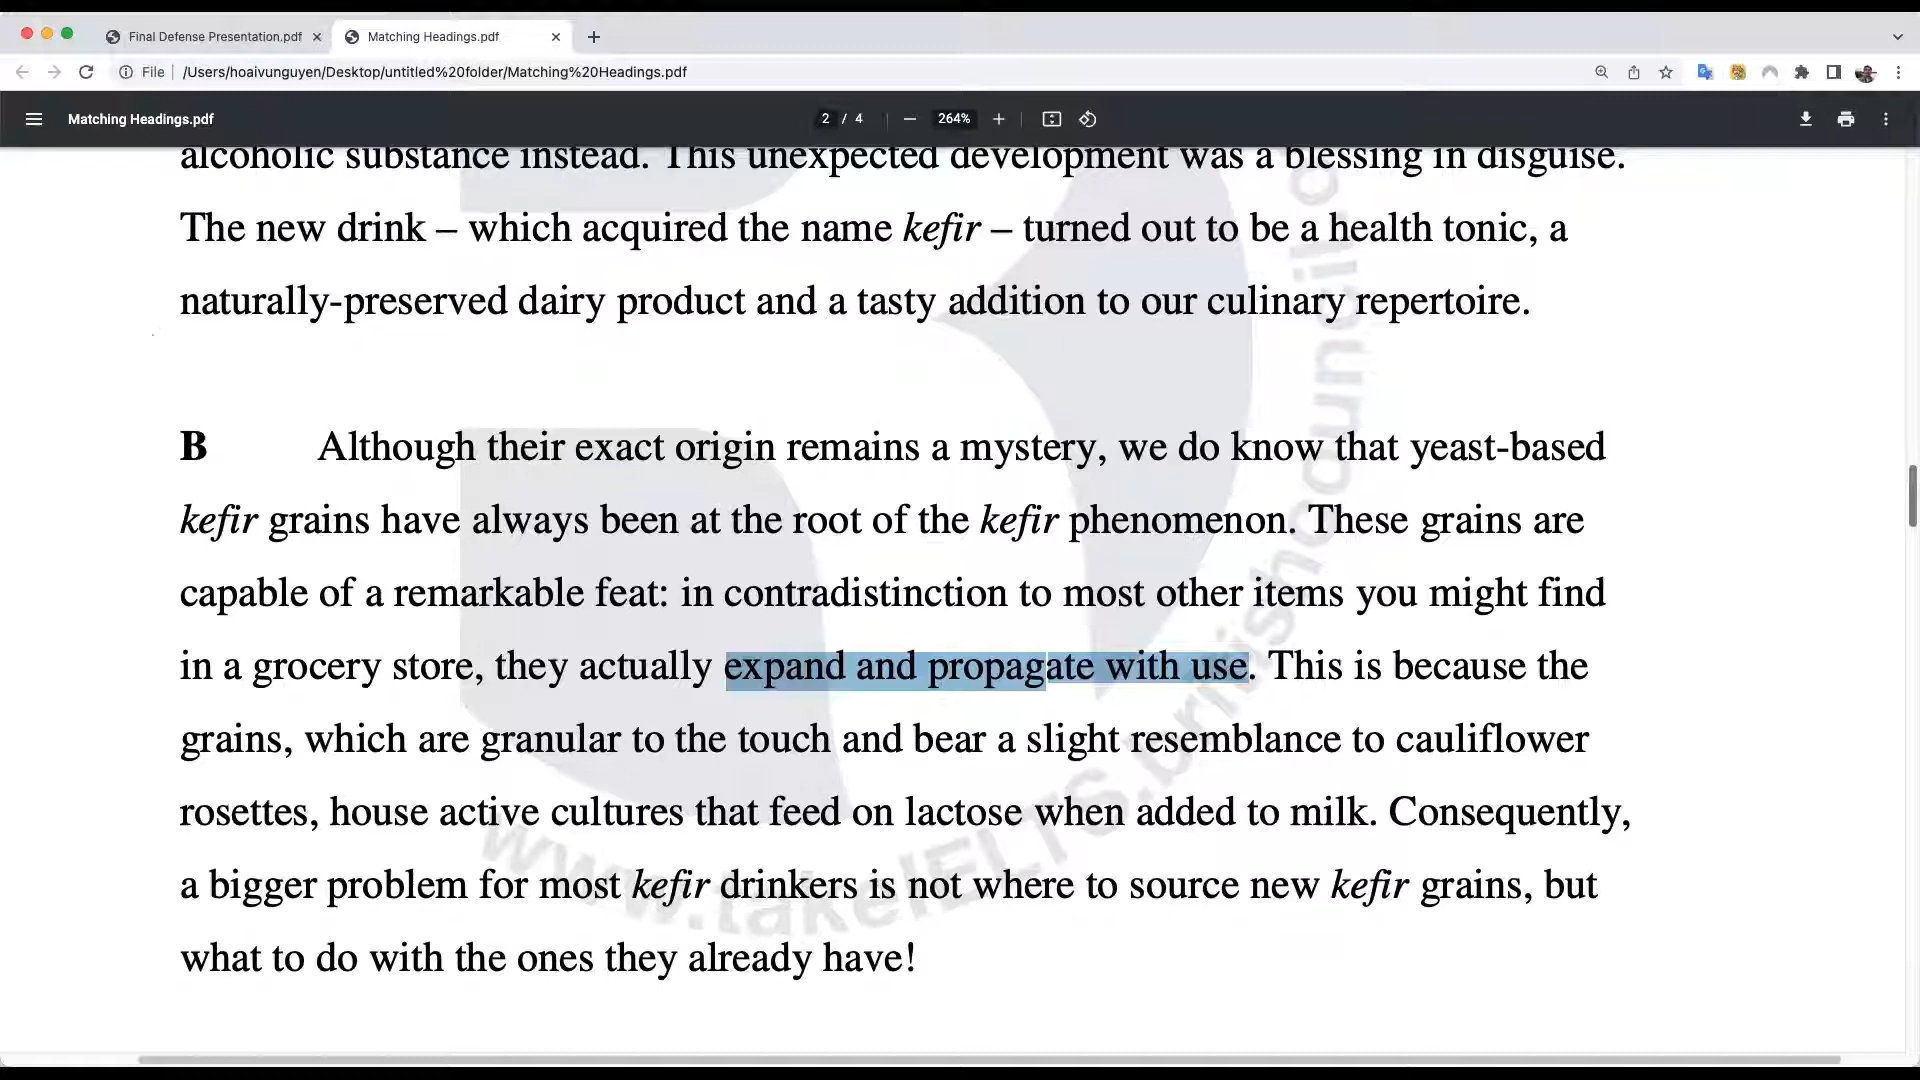 Final Defense Presentation.pdf
Matching Headings.pdf
File
/Users/hoaivunguyen/Desktop/untitled%20folder/Matching%20Headings.pdf
Matching Headings.pdf
2 / 4
264%
alcoholic substance instead. This unexpected development was a blessing in disguise.
The new drink – which acquired the name kefir – turned out to be a health tonic, a
naturally-preserved dairy product and a tasty addition to our culinary repertoire.
B Although their exact origin remains a mystery, we do know that yeast-based
kefir grains have always been at the root of the kefir phenomenon. These grains are
capable of a remarkable feat: in contradistinction to most other items you might find
in a grocery store, they actually expand and propagate with use. This is because the
grains, which are granular to the touch and bear a slight resemblance to cauliflower
rosettes, house active cultures that feed on lactose when added to milk. Consequently,
a bigger problem for most kefir drinkers is not where to source new kefir grains, but
what to do with the ones they already have!